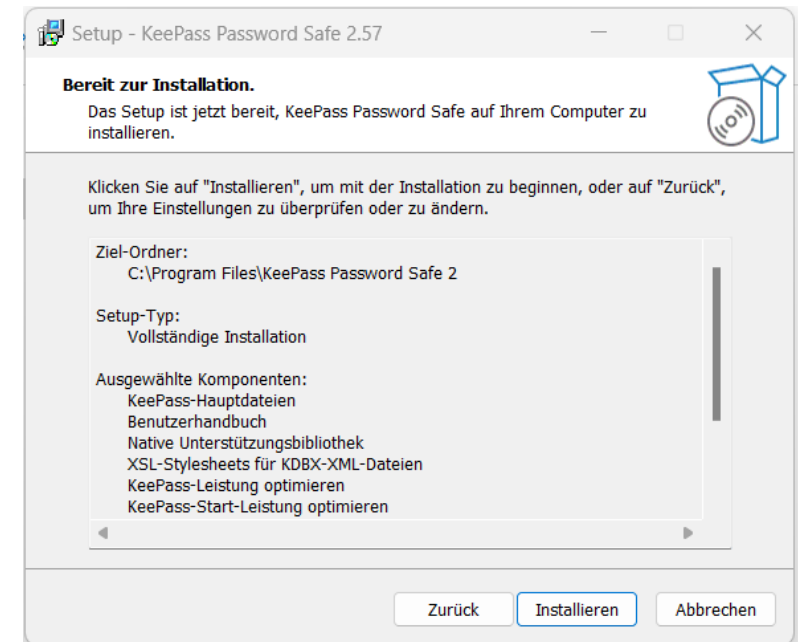 Setup - KeePass Password Safe 2.57
Bereit zur Installation.
Das Setup ist jetzt bereit, KeePass Password Safe auf Ihrem Computer zu
installieren.
Klicken Sie auf "Installieren", um mit der Installation zu beginnen, oder auf "Zurück",
um Ihre Einstellungen zu überprüfen oder zu ändern.
Ziel-Ordner:
C:\Program Files\KeePass Password Safe 2
Setup-Typ:
Vollständige Installation
Ausgewählte Komponenten:
KeePass-Hauptdateien
Benutzerhandbuch
Native Unterstützungsbibliothek
XSL-Stylesheets für KDBX-XML-Dateien
KeePass-Leistung optimieren
KeePass-Start-Leistung optimieren
Zurück
Installieren
Abbrechen